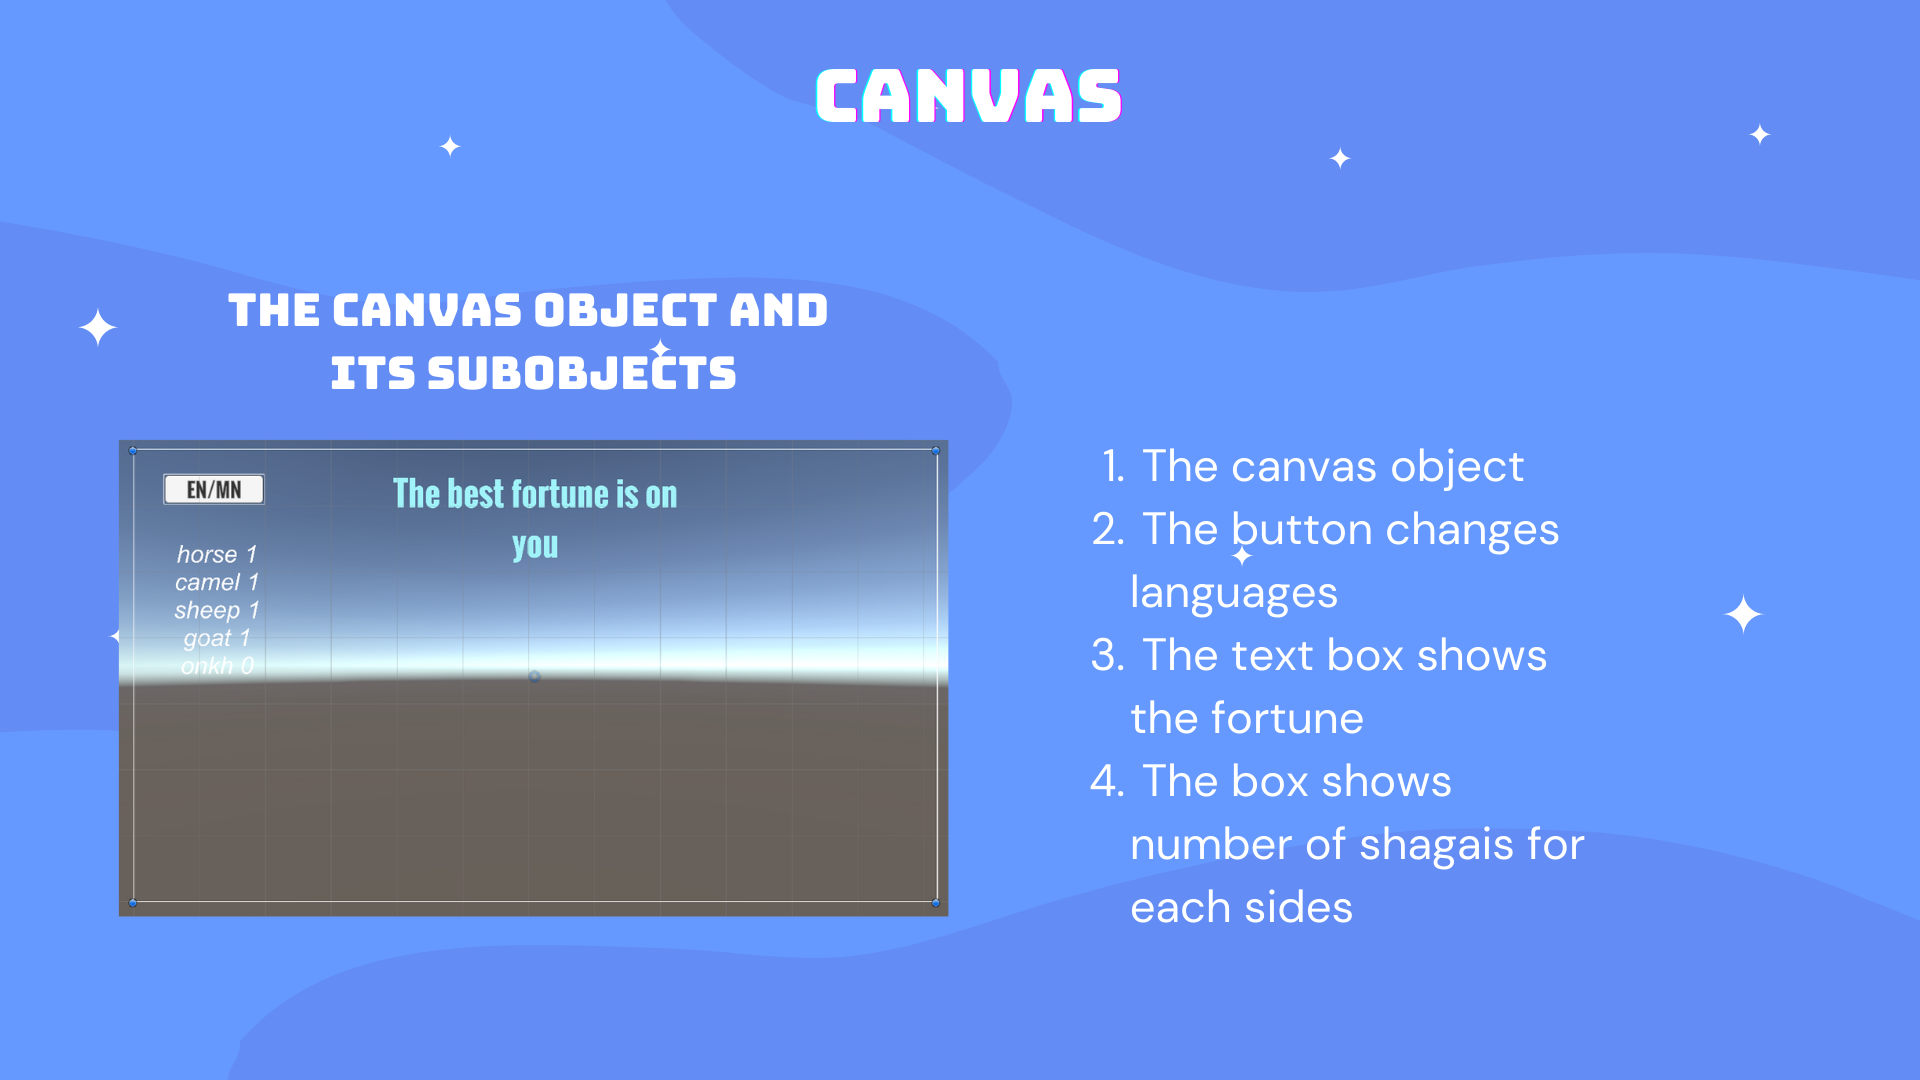 CANVAS
THE CANVAS OBJECT AND
ITS SUBOBJECTS
EN/MN
The best fortune is on
you
horse 1
camel 1
sheep 1
goat 1
onkh 0
1. The canvas object
2. The button changes
languages
3. The text box shows
the fortune
4. The box shows
number of shagais for
each sides